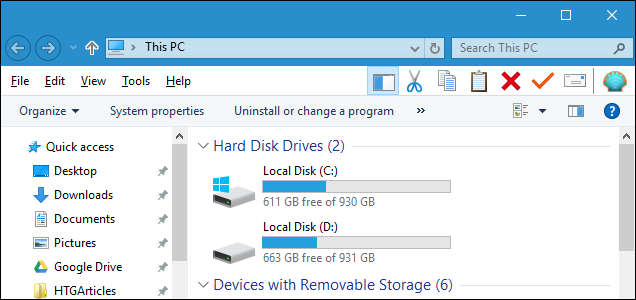 This PC
Search This PC
File Edit View Tools Help
Organize System properties Uninstall or change a program »
Quick access
Desktop
Downloads
Documents
Pictures
Google Drive
HTGArticles
Hard Disk Drives (2)
Local Disk (C:)
611 GB free of 930 GB
Local Disk (D:)
663 GB free of 931 GB
Devices with Removable Storage (6)